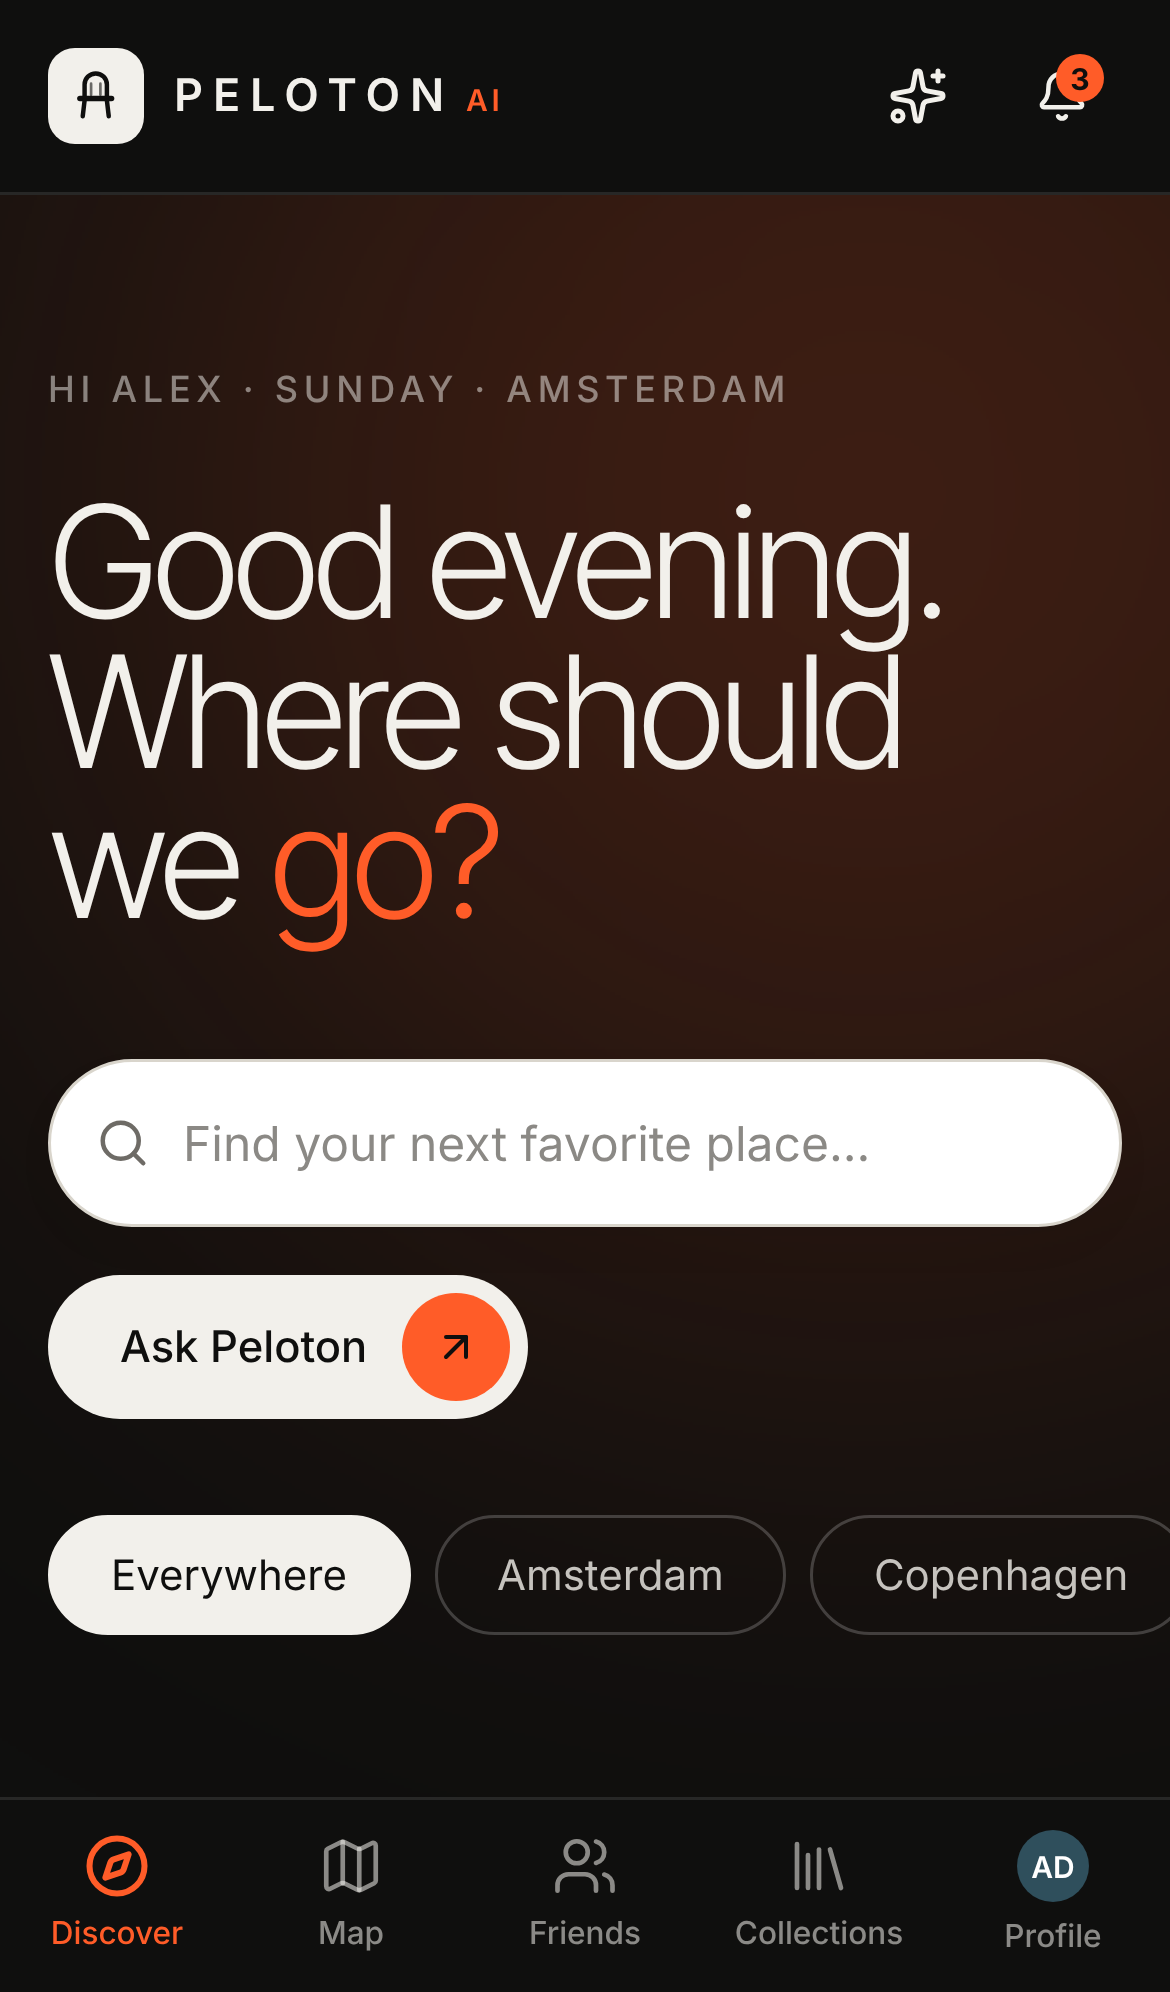 PELOTON AI
3
HI ALEX · SUNDAY · AMSTERDAM
Good evening.
Where should
we go?
Find your next favorite place...
Ask Peloton
Everywhere
Amsterdam
Copenhagen
Discover
Map
Friends
Collections
AD
Profile